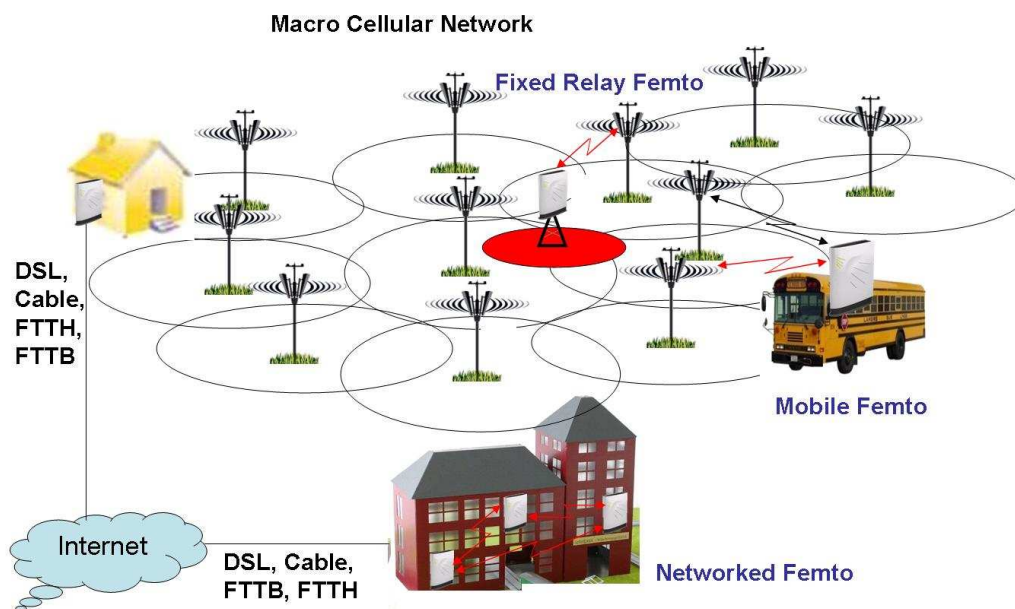 Macro Cellular Network
Fixed Relay Femto
DSL,
Cable,
FTTH,
FTTB
Mobile Femto
Internet
DSL, Cable,
FTTB, FTTH
Networked Femto